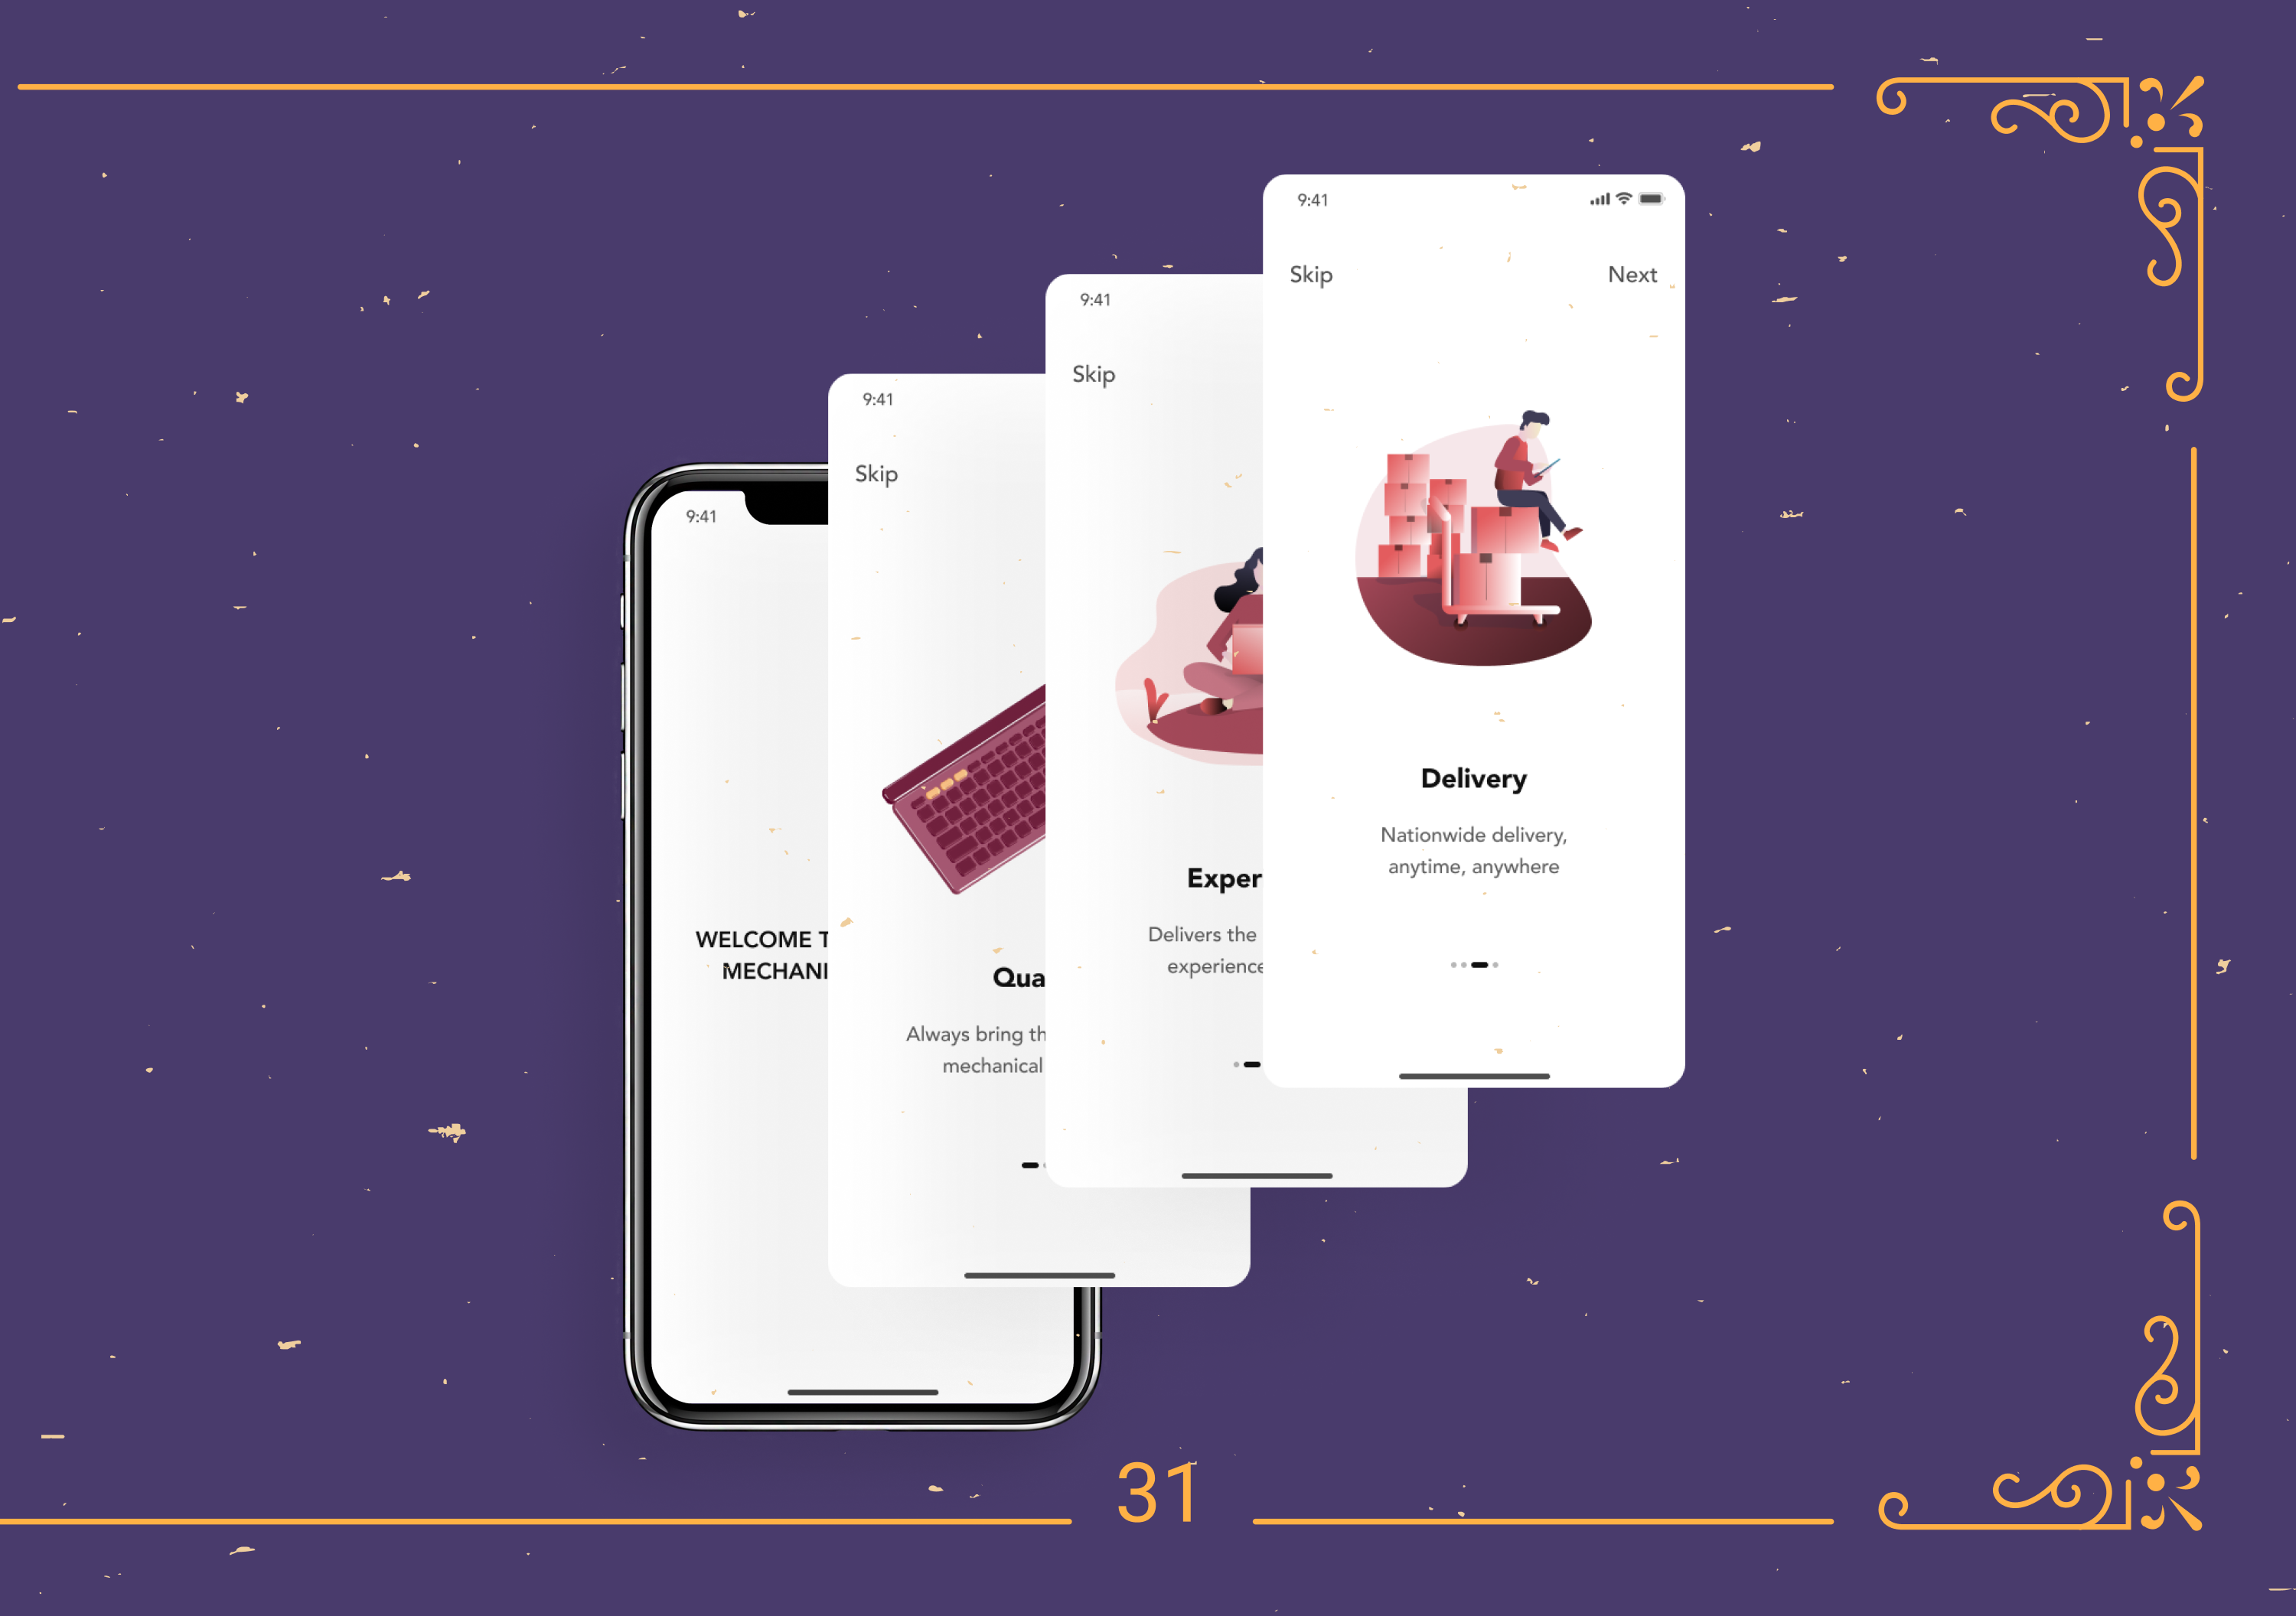 9:41
WELCOME T
MECHANI
9:41
Skip
Qua
Always bring th
mechanical
9:41
Skip
Exper
Delivers the
experience
9:41
Skip
Next
Delivery
Nationwide delivery,
anytime, anywhere
31